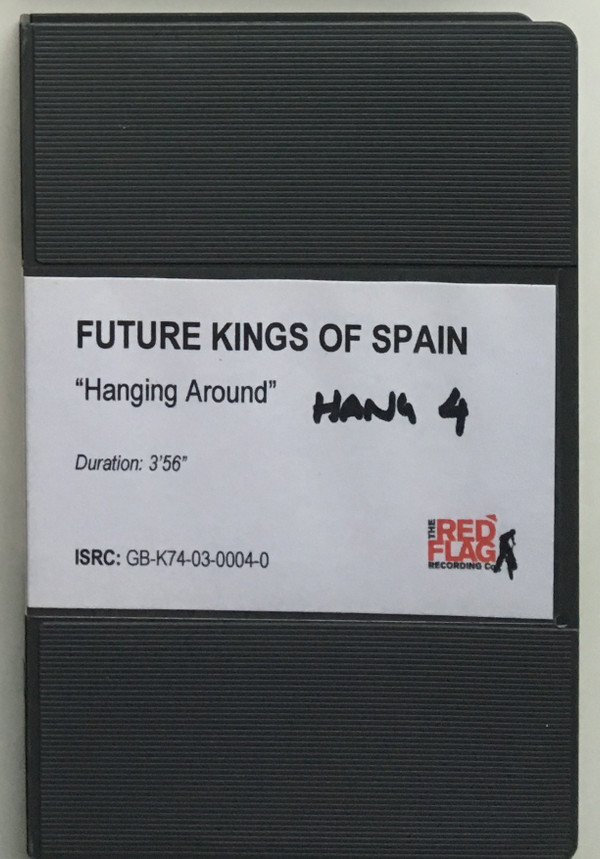 FUTURE KINGS OF SPAIN
“Hanging Around”
HANG 4
Duration: 3’56”
ISRC: GB-K74-03-0004-0
THE
RED
FLAG
RECORDING Co